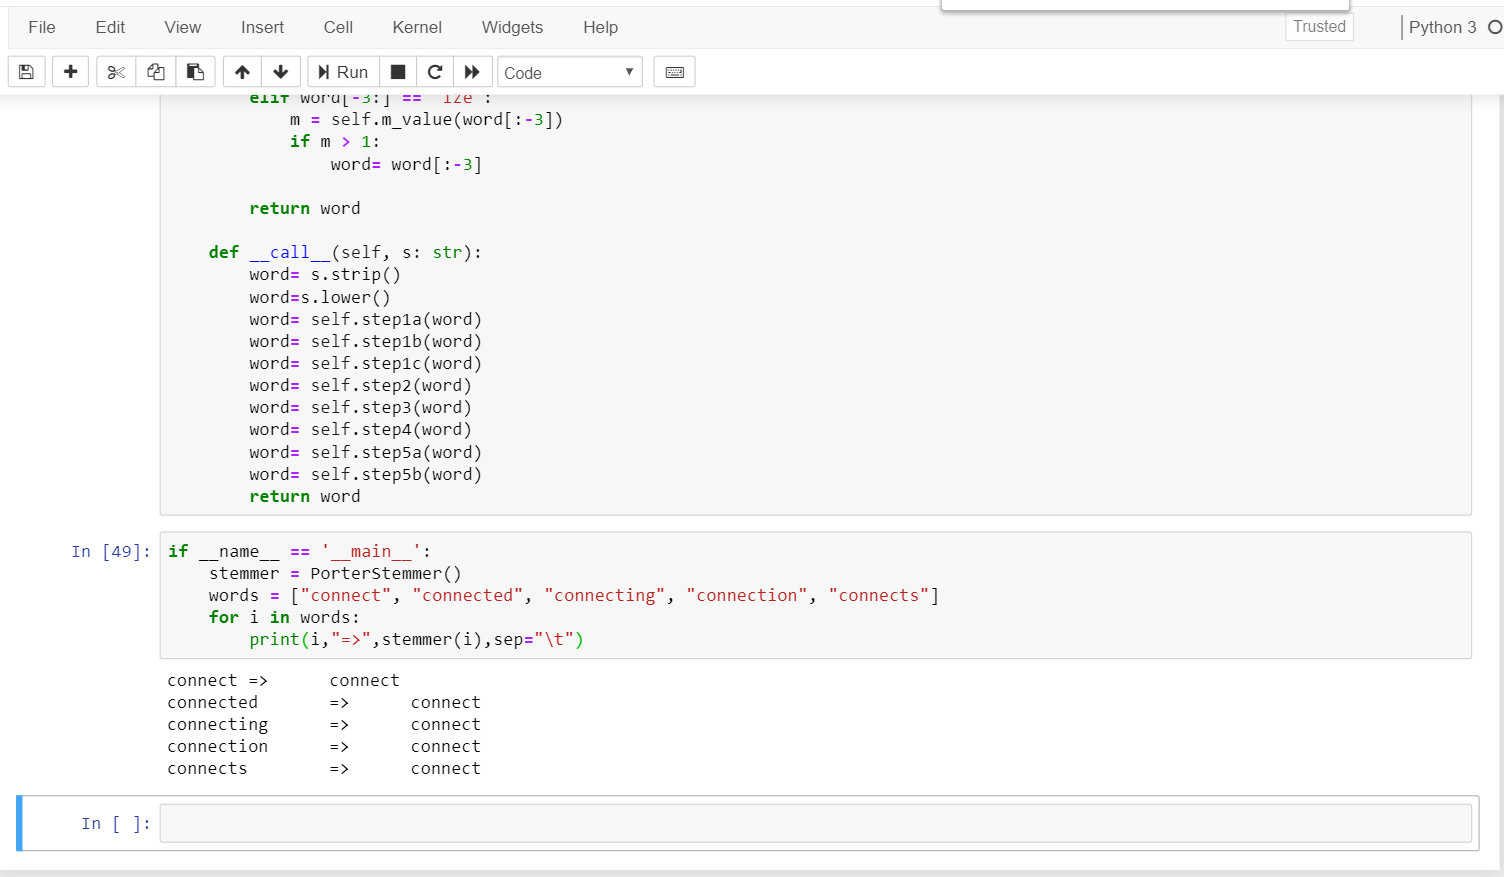 File Edit View Insert Cell Kernel Widgets Help Trusted Python 3
Run Code
elif word[-3:] == "ize":
m = self.m_value(word[:-3])
if m > 1:
word= word[:-3]
return word
def __call__(self, s: str):
word= s.strip()
word=s.lower()
word= self.step1a(word)
word= self.step1b(word)
word= self.step1c(word)
word= self.step2(word)
word= self.step3(word)
word= self.step4(word)
word= self.step5a(word)
word= self.step5b(word)
return word
In [49]: if __name__ == '__main__':
stemmer = PorterStemmer()
words = ["connect", "connected", "connecting", "connection", "connects"]
for i in words:
print(i,"=>",stemmer(i),sep="\t")
connect => connect
connected => connect
connecting => connect
connection => connect
connects => connect
In [ ]: